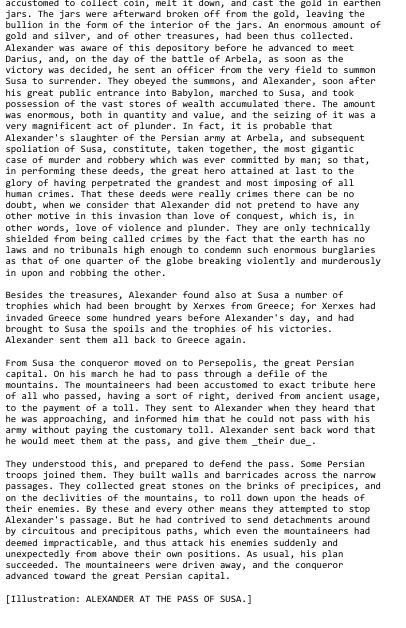 accustomed to collect coin, melt it down, and cast the gold in earthen
jars. The jars were afterward broken off from the gold, leaving the
bullion in the form of the interior of the jars. An enormous amount of
gold and silver, and of other treasures, had been thus collected.
Alexander was aware of this depository before he advanced to meet
Darius, and, on the day of the battle of Arbela, as soon as the
victory was decided, he sent an officer from the very field to summon
Susa to surrender. They obeyed the summons, and Alexander, soon after
his great public entrance into Babylon, marched to Susa, and took
possession of the vast stores of wealth accumulated there. The amount
was enormous, both in quantity and value, and the seizing of it was a
very magnificent act of plunder. In fact, it is probable that
Alexander's slaughter of the Persian army at Arbela, and subsequent
spoliation of Susa, constitute, taken together, the most gigantic
case of murder and robbery which was ever committed by man; so that,
in performing these deeds, the great hero attained at last to the
glory of having perpetrated the grandest and most imposing of all
human crimes. That these deeds were really crimes there can be no
doubt, when we consider that Alexander did not pretend to have any
other motive in this invasion than love of conquest, which is, in
other words, love of violence and plunder. They are only technically
shielded from being called crimes by the fact that the earth has no
laws and no tribunals high enough to condemn such enormous burglaries
as that of one quarter of the globe breaking violently and murderously
in upon and robbing the other.

Besides the treasures, Alexander found also at Susa a number of
trophies which had been brought by Xerxes from Greece; for Xerxes had
invaded Greece some hundred years before Alexander's day, and had
brought to Susa the spoils and the trophies of his victories.
Alexander sent them all back to Greece again.

From Susa the conqueror moved on to Persepolis, the great Persian
capital. On his march he had to pass through a defile of the
mountains. The mountaineers had been accustomed to exact tribute here
of all who passed, having a sort of right, derived from ancient usage,
to the payment of a toll. They sent to Alexander when they heard that
he was approaching, and informed him that he could not pass with his
army without paying the customary toll. Alexander sent back word that
he would meet them at the pass, and give them _their due_.

They understood this, and prepared to defend the pass. Some Persian
troops joined them. They built walls and barricades across the narrow
passages. They collected great stones on the brinks of precipices, and
on the declivities of the mountains, to roll down upon the heads of
their enemies. By these and every other means they attempted to stop
Alexander's passage. But he had contrived to send detachments around
by circuitous and precipitous paths, which even the mountaineers had
deemed impracticable, and thus attack his enemies suddenly and
unexpectedly from above their own positions. As usual, his plan
succeeded. The mountaineers were driven away, and the conqueror
advanced toward the great Persian capital.

[Illustration: ALEXANDER AT THE PASS OF SUSA.]